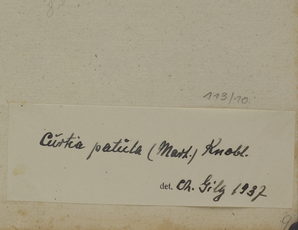 113/10.
Curtia patula (Mart.) Knobl.
det. Ch. Gilg 1937